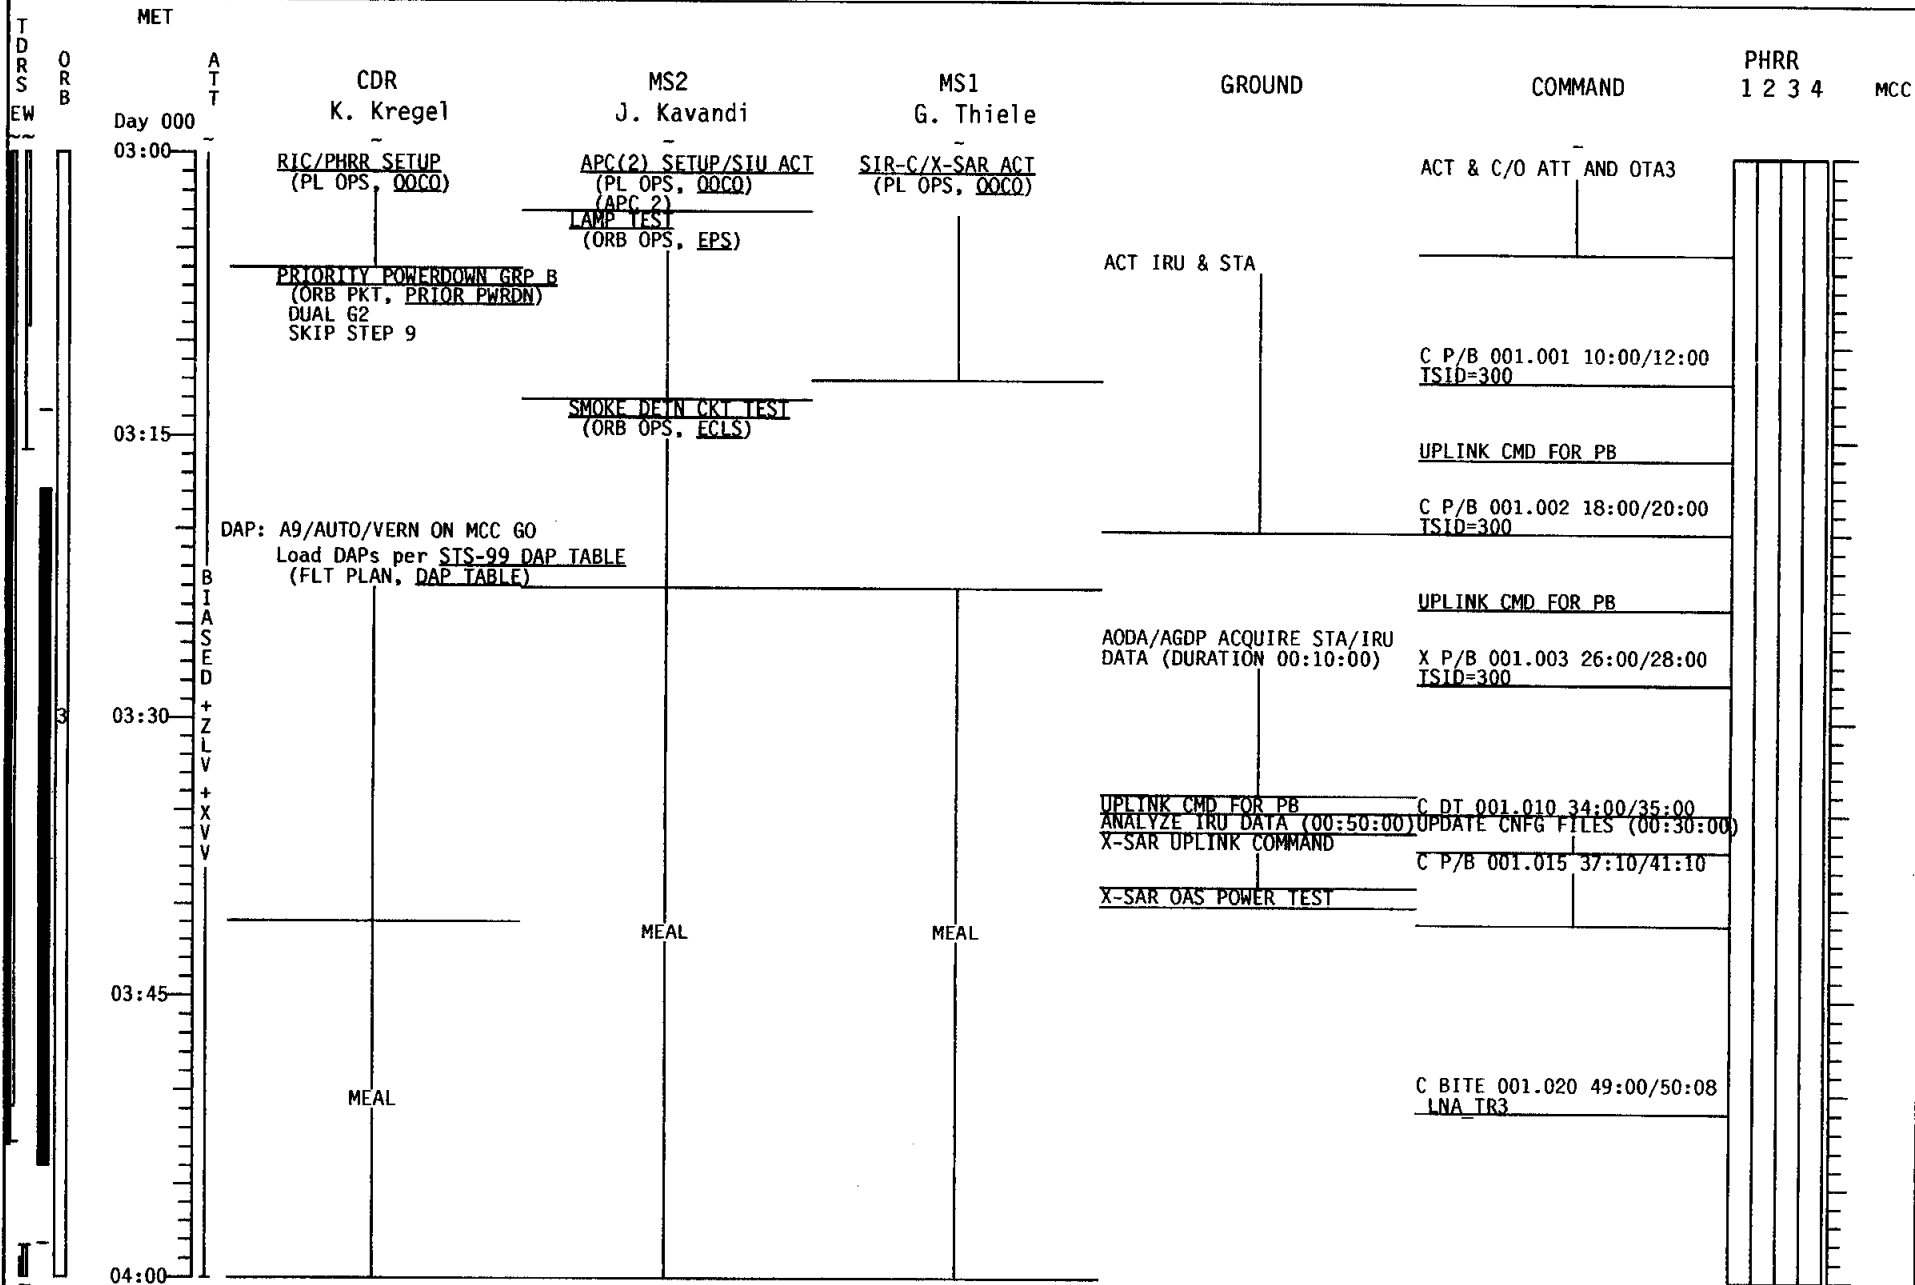 MET
TDRS
ORB
ATT
EW
CDR
K. Kregel
MS2
J. Kavandi
MS1
G. Thiele
GROUND
COMMAND
PHRR
1 2 3 4
MCC
Day 000
03:00
RIC/PHRR SETUP
(PL OPS, OOCO)
APC(2) SETUP/SIU ACT
(PL OPS, OOCO)
(APC 2)
LAMP TEST
(ORB OPS, EPS)
SIR-C/X-SAR ACT
(PL OPS, OOCO)
ACT & C/O ATT AND OTA3
ACT IRU & STA
PRIORITY POWERDOWN GRP B
(ORB PKT, PRIOR PWRDN)
DUAL G2
SKIP STEP 9
C P/B 001.001 10:00/12:00
TSID=300
SMOKE DETN CKT TEST
(ORB OPS, ECLS)
03:15
UPLINK CMD FOR PB
C P/B 001.002 18:00/20:00
TSID=300
DAP: A9/AUTO/VERN ON MCC GO
Load DAPs per STS-99 DAP TABLE
(FLT PLAN, DAP TABLE)
BIASED +ZLV +XVV
UPLINK CMD FOR PB
AODA/AGDP ACQUIRE STA/IRU
DATA (DURATION 00:10:00)
X P/B 001.003 26:00/28:00
TSID=300
3
03:30
UPLINK CMD FOR PB
ANALYZE IRU DATA (00:50:00)
X-SAR UPLINK COMMAND
C DT 001.010 34:00/35:00
UPDATE CNFG FILES (00:30:00)
C P/B 001.015 37:10/41:10
X-SAR OAS POWER TEST
MEAL
MEAL
03:45
MEAL
C BITE 001.020 49:00/50:08
LNA_TR3
04:00